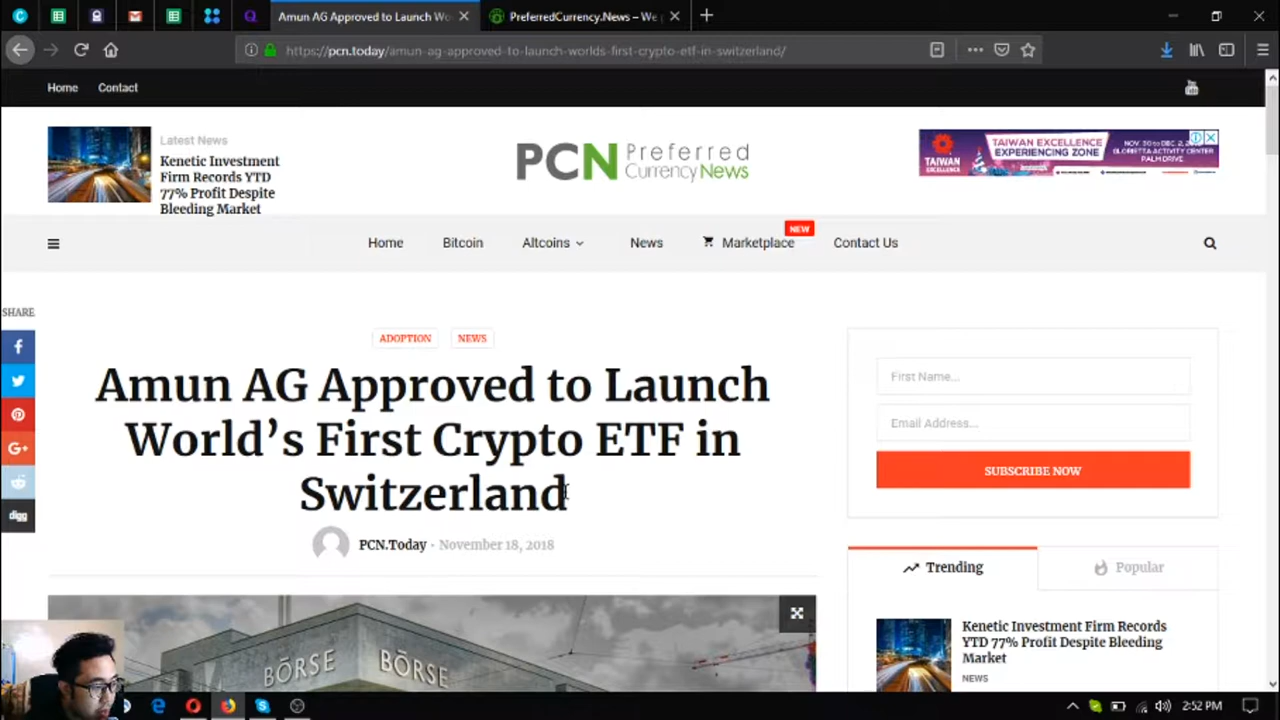 Amun AG Approved to Launch Wo
PreferredCurrency.News – We p
https://pcn.today/amun-ag-approved-to-launch-worlds-first-crypto-etf-in-switzerland/
Home Contact
Latest News
Kenetic Investment
Firm Records YTD
77% Profit Despite
Bleeding Market
PCN Preferred
Currency News
TAIWAN
EXCELLENCE
TAIWAN EXCELLENCE
EXPERIENCING ZONE
NOV. 30 to DEC. 2,
GLORIETTA ACTIVITY CENTER
PALM DRIVE
Home Bitcoin Altcoins News Marketplace Contact Us
NEW
SHARE
ADOPTION NEWS
Amun AG Approved to Launch
World's First Crypto ETF in
Switzerland
PCN.Today - November 18, 2018
digg
First Name...
Email Address...
SUBSCRIBE NOW
Trending Popular
Kenetic Investment Firm Records
YTD 77% Profit Despite Bleeding
Market
NEWS
BÖRSE BÖRSE
2:52 PM